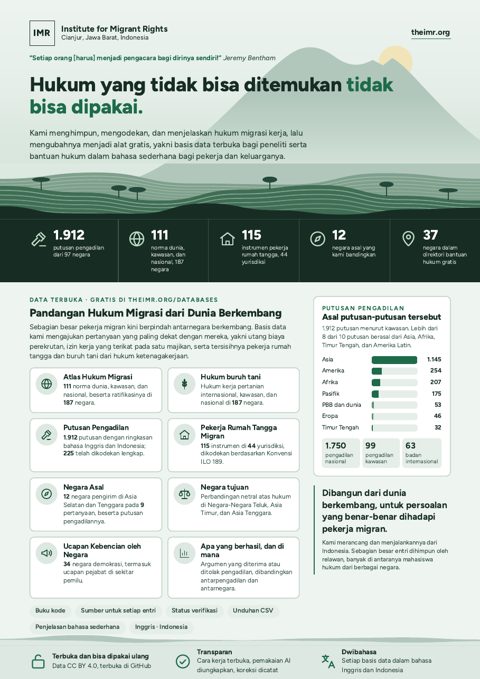 IMR
Institute for Migrant Rights
Cianjur, Jawa Barat, Indonesia
theimr.org
“Setiap orang [harus] menjadi pengacara bagi dirinya sendiri!” Jeremy Bentham
Hukum yang tidak bisa ditemukan tidak
bisa dipakai.
Kami menghimpun, mengodekan, dan menjelaskan hukum migrasi kerja, lalu
mengubahnya menjadi alat gratis, yakni basis data terbuka bagi peneliti serta
bantuan hukum dalam bahasa sederhana bagi pekerja dan keluarganya.
1.912
putusan pengadilan
dari 97 negara
111
norma dunia,
kawasan, dan
nasional, 187
negara
115
instrumen pekerja
rumah tangga, 44
yurisdiksi
12
negara asal yang
kami bandingkan
37
negara dalam
direktori bantuan
hukum gratis
DATA TERBUKA · GRATIS DI THEIMR.ORG/DATABASES
Pandangan Hukum Migrasi dari Dunia Berkembang
Sebagian besar pekerja migran kini berpindah antarnegara berkembang. Basis data
kami mengajukan pertanyaan yang paling dekat dengan mereka, yakni utang biaya
perekrutan, izin kerja yang terikat pada satu majikan, serta tersisihnya pekerja rumah
tangga dan buruh tani dari hukum ketenagakerjaan.
Atlas Hukum Migrasi
111 norma dunia, kawasan, dan
nasional, beserta ratifikasinya di
187 negara.
Hukum buruh tani
Hukum kerja pertanian
internasional, kawasan, dan
nasional di 187 negara.
Putusan Pengadilan
1.912 putusan dengan ringkasan
bahasa Inggris dan Indonesia;
225 telah dikodekan lengkap.
Pekerja Rumah Tangga
Migran
115 instrumen di 44 yurisdiksi,
dikodekan berdasarkan Konvensi
ILO 189.
Negara Asal
12 negara pengirim di Asia
Selatan dan Tenggara pada 9
pertanyaan, beserta putusan
pengadilannya.
Negara tujuan
Perbandingan netral atas hukum
di Negara-Negara Teluk, Asia
Timur, dan Asia Tenggara.
Ucapan Kebencian oleh
Negara
34 negara demokrasi, termasuk
ucapan pejabat di sekitar
pemilu.
Apa yang berhasil, dan di
mana
Argumen yang diterima atau
ditolak pengadilan, dibandingkan
antarpengadilan dan
antarnegara.
Buku kode
Sumber untuk setiap entri
Status verifikasi
Unduhan CSV
Penjelasan bahasa sederhana
Inggris · Indonesia
PUTUSAN PENGADILAN
Asal putusan-putusan tersebut
1.912 putusan menurut kawasan. Lebih dari
8 dari 10 putusan berasal dari Asia, Afrika,
Timur Tengah, dan Amerika Latin.
Asia 1.145
Amerika 254
Afrika 207
Pasifik 175
PBB dan dunia 53
Eropa 46
Timur Tengah 32
1.750
pengadilan
nasional
99
pengadilan
kawasan
63
badan
internasional
Dibangun dari dunia
berkembang, untuk persoalan
yang benar-benar dihadapi
pekerja migran.
Kami merancang dan menjalankannya dari
Indonesia. Sebagian besar entri dihimpun oleh
relawan, banyak di antaranya mahasiswa
hukum dari berbagai negara.
Terbuka dan bisa dipakai ulang
Data CC BY 4.0, terbuka di GitHub
Transparan
Cara kerja terbuka, pemakaian AI
diungkapkan, koreksi dicatat
Dwibahasa
Setiap basis data dalam bahasa
Inggris dan Indonesia